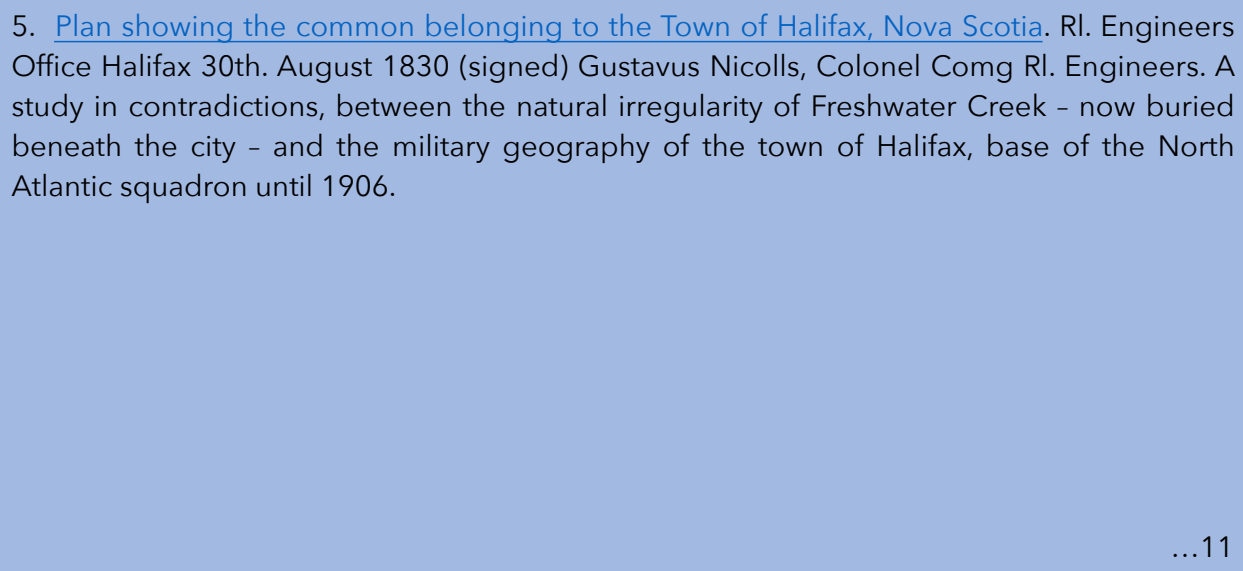 5. Plan showing the common belonging to the Town of Halifax, Nova Scotia. Rl. Engineers
Office Halifax 30th. August 1830 (signed) Gustavus Nicolls, Colonel Comg Rl. Engineers. A
study in contradictions, between the natural irregularity of Freshwater Creek – now buried
beneath the city – and the military geography of the town of Halifax, base of the North
Atlantic squadron until 1906.
…11